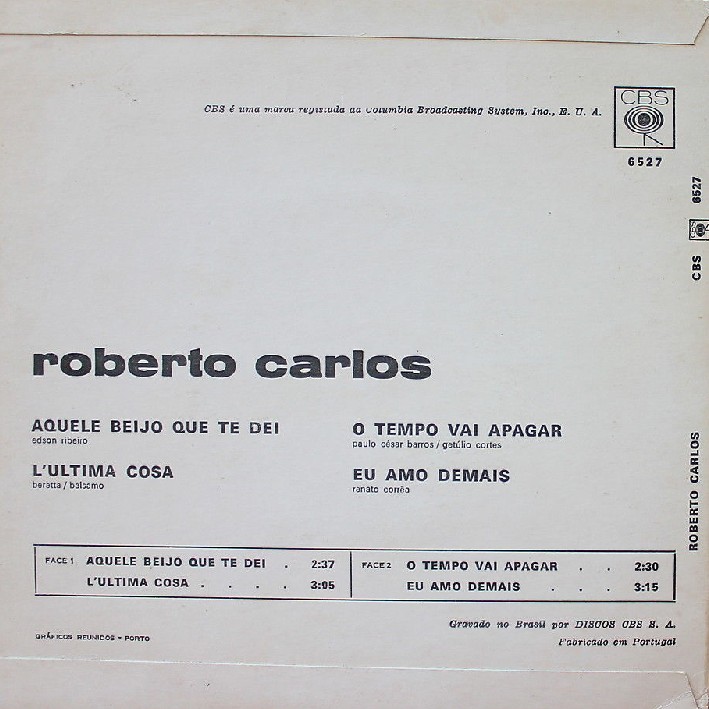 CBS é uma marca registada da Columbia Broadcasting System, Inc., E. U. A.
CBS
6527
6527
CBS
CBS
ROBERTO CARLOS
roberto carlos
AQUELE BEIJO QUE TE DEI
edson ribeiro
L'ULTIMA COSA
beretta / balsamo
O TEMPO VAI APAGAR
paulo césar barros / getúlio cortes
EU AMO DEMAIS
renato corrêa
FACE 1 AQUELE BEIJO QUE TE DEI . 2:37
L'ULTIMA COSA . . . . 3:05
FACE 2 O TEMPO VAI APAGAR . . 2:30
EU AMO DEMAIS . . . 3:15
Gravado no Brasil por DISCOS CBS S. A.
Fabricado em Portugal
GRÁFICOS REUNIDOS - PORTO